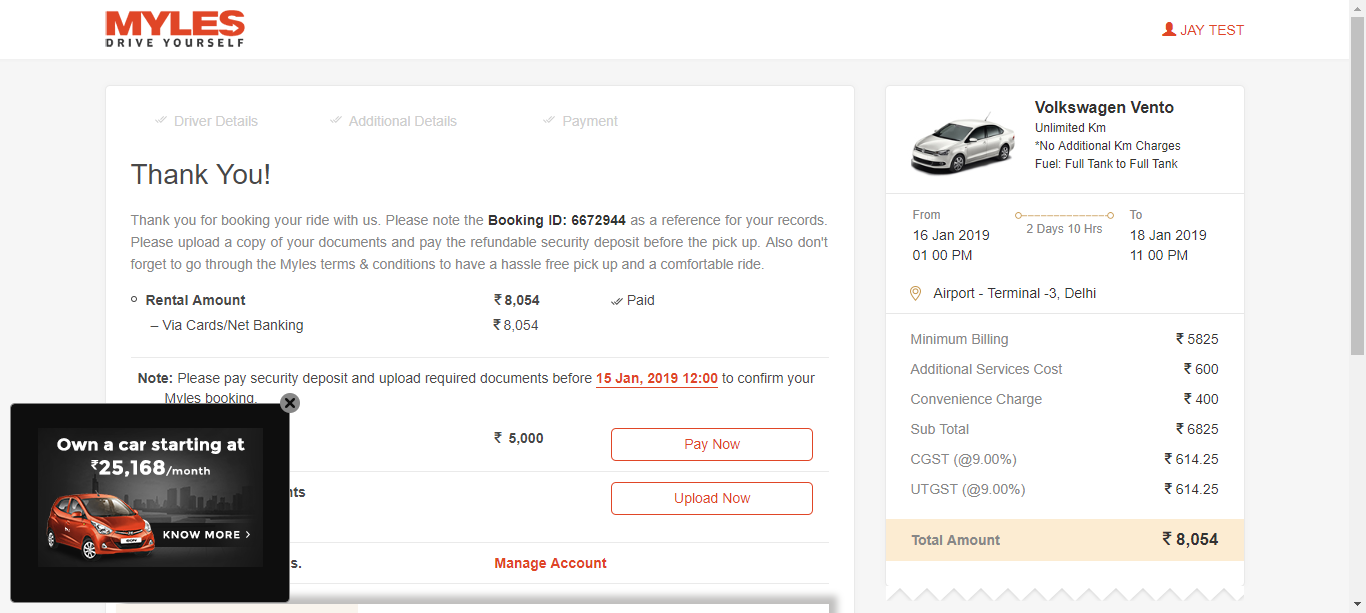 MYLES
DRIVE YOURSELF
JAY TEST
Driver Details
Additional Details
Payment
Thank You!
Thank you for booking your ride with us. Please note the Booking ID: 6672944 as a reference for your records.
Please upload a copy of your documents and pay the refundable security deposit before the pick up. Also don't
forget to go through the Myles terms & conditions to have a hassle free pick up and a comfortable ride.
Rental Amount ₹ 8,054 Paid
– Via Cards/Net Banking ₹ 8,054
Note: Please pay security deposit and upload required documents before 15 Jan, 2019 12:00 to confirm your
Myles booking.
₹ 5,000 Pay Now
nts Upload Now
s. Manage Account
Own a car starting at
₹25,168/month
KNOW MORE >
Volkswagen Vento
Unlimited Km
*No Additional Km Charges
Fuel: Full Tank to Full Tank
From To
2 Days 10 Hrs
16 Jan 2019 18 Jan 2019
01 00 PM 11 00 PM
Airport - Terminal -3, Delhi
Minimum Billing ₹ 5825
Additional Services Cost ₹ 600
Convenience Charge ₹ 400
Sub Total ₹ 6825
CGST (@9.00%) ₹ 614.25
UTGST (@9.00%) ₹ 614.25
Total Amount ₹ 8,054